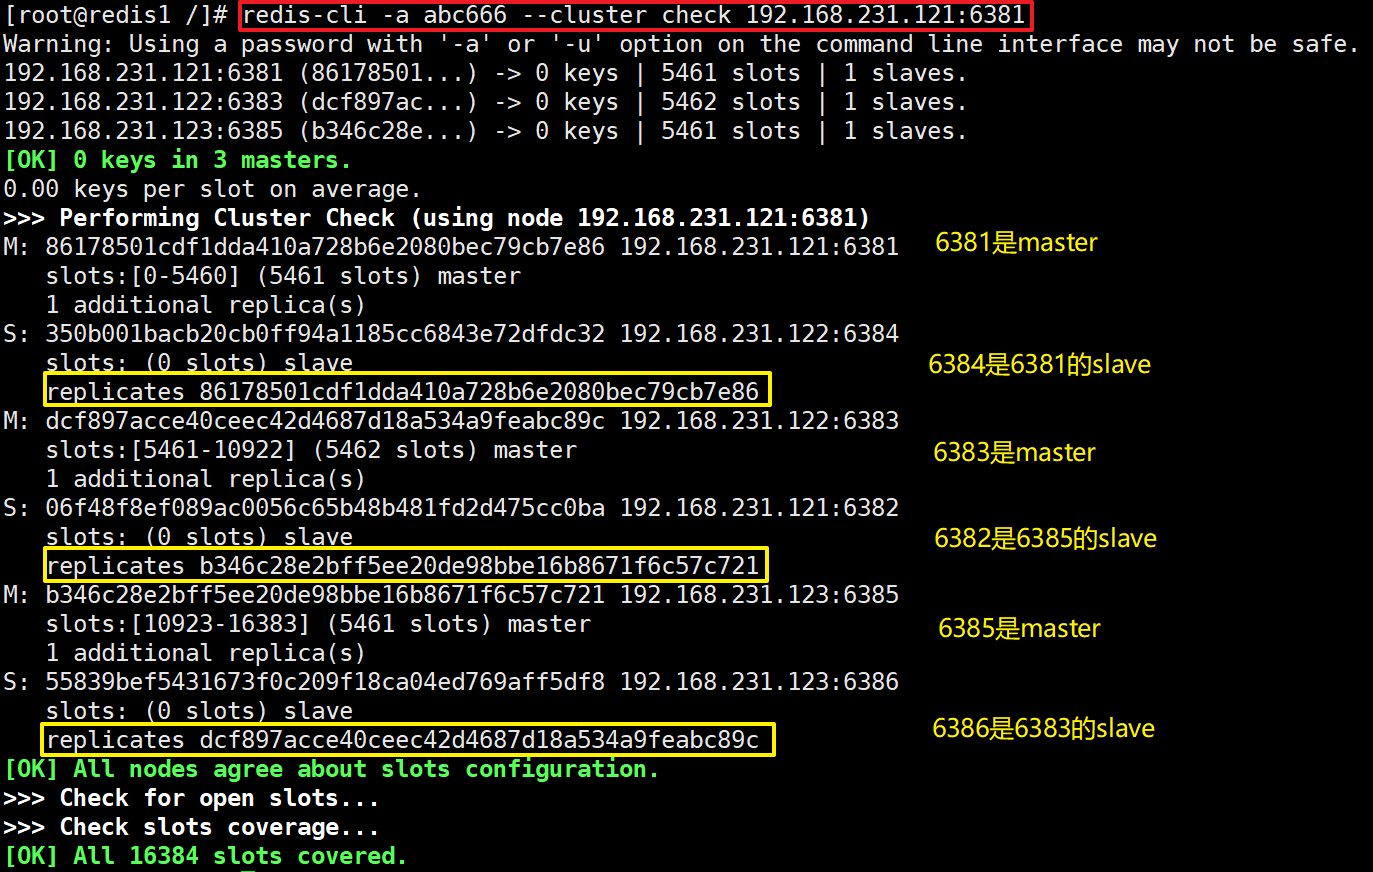 [root@redis1 /]# redis-cli -a abc666 --cluster check 192.168.231.121:6381
Warning: Using a password with '-a' or '-u' option on the command line interface may not be safe.
192.168.231.121:6381 (86178501...) -> 0 keys | 5461 slots | 1 slaves.
192.168.231.122:6383 (dcf897ac...) -> 0 keys | 5462 slots | 1 slaves.
192.168.231.123:6385 (b346c28e...) -> 0 keys | 5461 slots | 1 slaves.
[OK] 0 keys in 3 masters.
0.00 keys per slot on average.
>>> Performing Cluster Check (using node 192.168.231.121:6381)
M: 86178501cdf1dda410a728b6e2080bec79cb7e86 192.168.231.121:6381 6381是master
slots:[0-5460] (5461 slots) master
1 additional replica(s)
S: 350b001bacb20cb0ff94a1185cc6843e72dfdc32 192.168.231.122:6384
slots: (0 slots) slave 6384是6381的slave
replicates 86178501cdf1dda410a728b6e2080bec79cb7e86
M: dcf897acce40ceec42d4687d18a534a9feabc89c 192.168.231.122:6383
slots:[5461-10922] (5462 slots) master 6383是master
1 additional replica(s)
S: 06f48f8ef089ac0056c65b48b481fd2d475cc0ba 192.168.231.121:6382
slots: (0 slots) slave 6382是6385的slave
replicates b346c28e2bff5ee20de98bbe16b8671f6c57c721
M: b346c28e2bff5ee20de98bbe16b8671f6c57c721 192.168.231.123:6385
slots:[10923-16383] (5461 slots) master 6385是master
1 additional replica(s)
S: 55839bef5431673f0c209f18ca04ed769aff5df8 192.168.231.123:6386
slots: (0 slots) slave 6386是6383的slave
replicates dcf897acce40ceec42d4687d18a534a9feabc89c
[OK] All nodes agree about slots configuration.
>>> Check for open slots...
>>> Check slots coverage...
[OK] All 16384 slots covered.